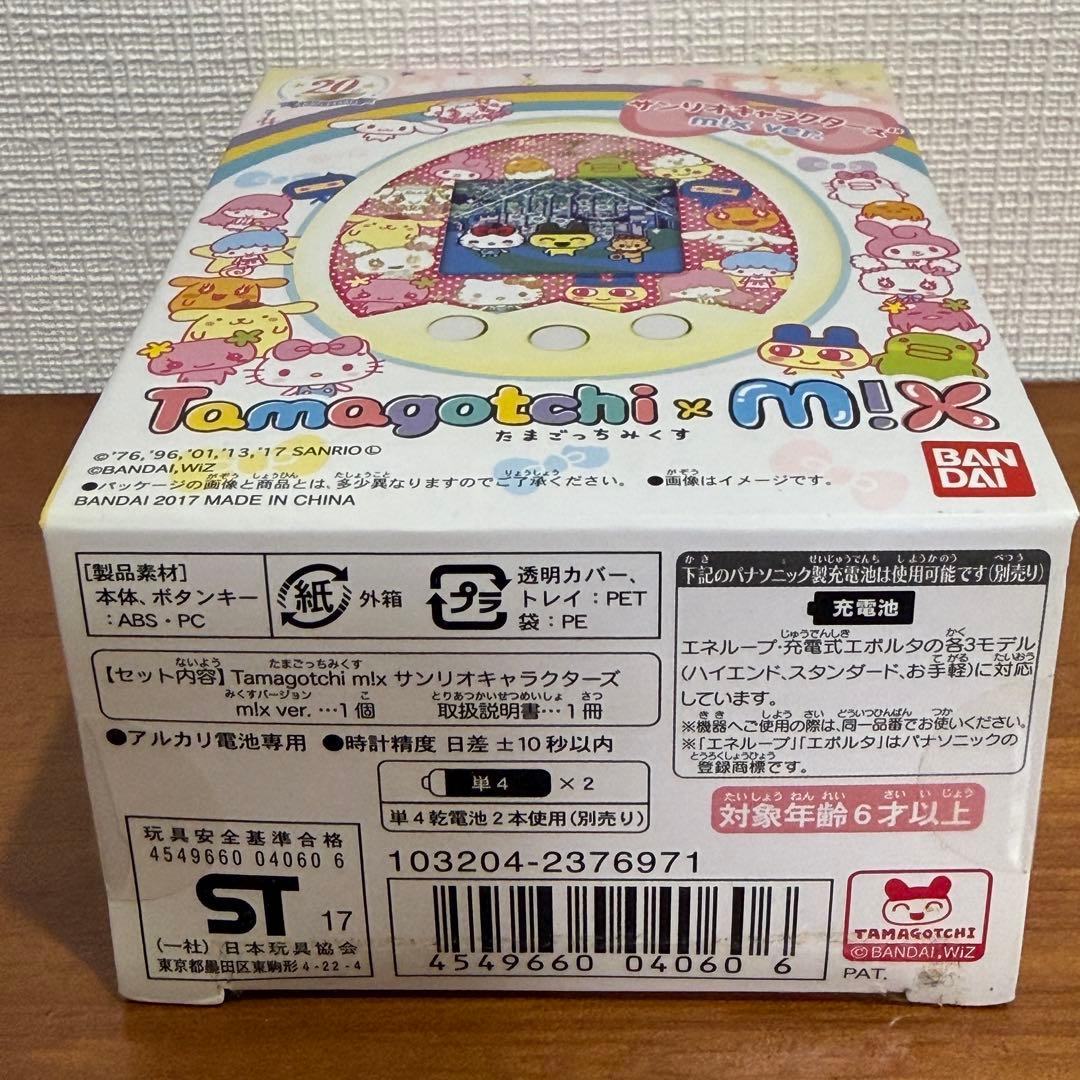 20
サンリオキャラクターズ
m!x ver.
Tamagotchi m!x
たまごっちみくす
©'76,'96,'01,'13,'17 SANRIO Ⓛ
©BANDAI,WiZ
●パッケージの画像と商品とは、多少異なりますのでご了承ください。 ●画像はイメージです。
BANDAI 2017 MADE IN CHINA
BANDAI
[製品素材]
本体、ボタンキー
:ABS・PC
紙 外箱
プラ
透明カバー、
トレイ:PET
袋:PE
【セット内容】Tamagotchi m!x サンリオキャラクターズ
m!x ver. …1個 取扱説明書…1冊
●アルカリ電池専用 ●時計精度 日差 ±10秒以内
単4 ×2
単4乾電池2本使用(別売り)
下記のパナソニック製充電池は使用可能です(別売り)
充電池
エネループ・充電式エボルタの各3モデル
(ハイエンド、スタンダード、お手軽)に対応
しています。
※機器へご使用の際は、同一品番でお使いください。
※「エネループ」「エボルタ」はパナソニックの
登録商標です。
対象年齢6才以上
玩具安全基準合格
4549660 04060 6
ST 17
(一社) 日本玩具協会
東京都墨田区東駒形4-22-4
103204-2376971
4549660 040606
TAMAGOTCHI
©BANDAI,WiZ
PAT.